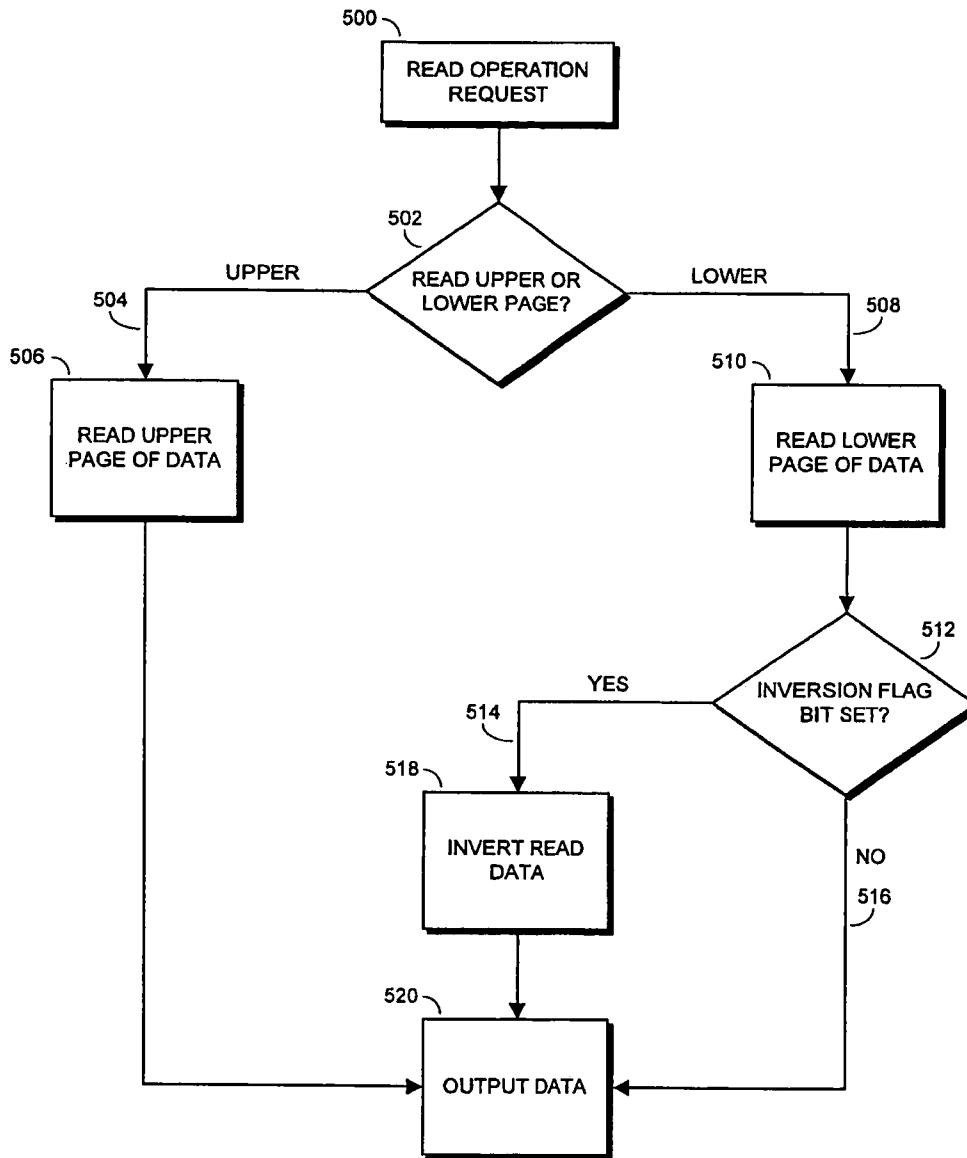 500
READ OPERATION
REQUEST
502
READ UPPER OR
LOWER PAGE?
UPPER
LOWER
504
508
506
READ UPPER
PAGE OF DATA
510
READ LOWER
PAGE OF DATA
512
INVERSION FLAG
BIT SET?
YES
514
518
INVERT READ
DATA
NO
516
520
OUTPUT DATA